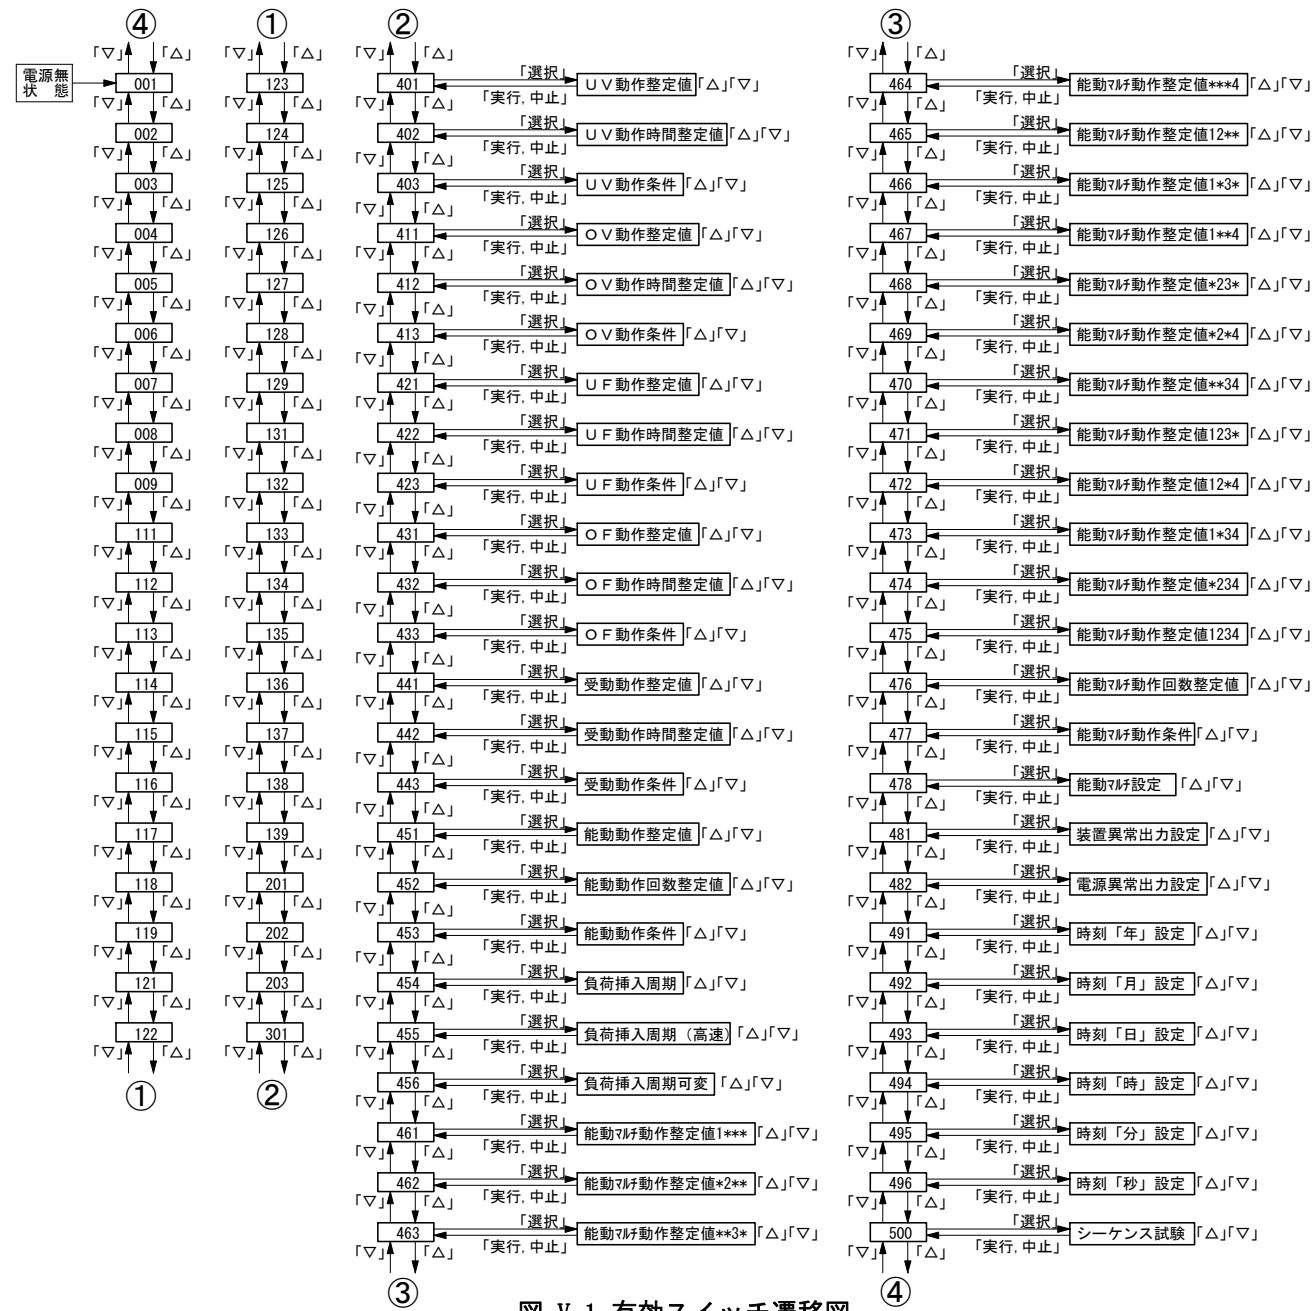 ④
「▽」「△」
電源無
状　態
001
「▽」「△」
002
「▽」「△」
003
「▽」「△」
004
「▽」「△」
005
「▽」「△」
006
「▽」「△」
007
「▽」「△」
008
「▽」「△」
009
「▽」「△」
111
「▽」「△」
112
「▽」「△」
113
「▽」「△」
114
「▽」「△」
115
「▽」「△」
116
「▽」「△」
117
「▽」「△」
118
「▽」「△」
119
「▽」「△」
121
「▽」「△」
122
「▽」「△」
①
①
「▽」「△」
123
「▽」「△」
124
「▽」「△」
125
「▽」「△」
126
「▽」「△」
127
「▽」「△」
128
「▽」「△」
129
「▽」「△」
131
「▽」「△」
132
「▽」「△」
133
「▽」「△」
134
「▽」「△」
135
「▽」「△」
136
「▽」「△」
137
「▽」「△」
138
「▽」「△」
139
「▽」「△」
201
「▽」「△」
202
「▽」「△」
203
「▽」「△」
301
「▽」「△」
②
②
「▽」「△」
401 「選択」 ＵＶ動作整定値 「△」「▽」
「▽」「△」 「実行,中止」
402 「選択」 ＵＶ動作時間整定値 「△」「▽」
「▽」「△」 「実行,中止」
403 「選択」 ＵＶ動作条件 「△」「▽」
「▽」「△」 「実行,中止」
411 「選択」 ＯＶ動作整定値 「△」「▽」
「▽」「△」 「実行,中止」
412 「選択」 ＯＶ動作時間整定値 「△」「▽」
「▽」「△」 「実行,中止」
413 「選択」 ＯＶ動作条件 「△」「▽」
「▽」「△」 「実行,中止」
421 「選択」 ＵＦ動作整定値 「△」「▽」
「▽」「△」 「実行,中止」
422 「選択」 ＵＦ動作時間整定値 「△」「▽」
「▽」「△」 「実行,中止」
423 「選択」 ＵＦ動作条件 「△」「▽」
「▽」「△」 「実行,中止」
431 「選択」 ＯＦ動作整定値 「△」「▽」
「▽」「△」 「実行,中止」
432 「選択」 ＯＦ動作時間整定値 「△」「▽」
「▽」「△」 「実行,中止」
433 「選択」 ＯＦ動作条件 「△」「▽」
「▽」「△」 「実行,中止」
441 「選択」 受動動作整定値 「△」「▽」
「▽」「△」 「実行,中止」
442 「選択」 受動動作時間整定値 「△」「▽」
「▽」「△」 「実行,中止」
443 「選択」 受動動作条件 「△」「▽」
「▽」「△」 「実行,中止」
451 「選択」 能動動作整定値 「△」「▽」
「▽」「△」 「実行,中止」
452 「選択」 能動動作回数整定値 「△」「▽」
「▽」「△」 「実行,中止」
453 「選択」 能動動作条件 「△」「▽」
「▽」「△」 「実行,中止」
454 「選択」 負荷挿入周期 「△」「▽」
「▽」「△」 「実行,中止」
455 「選択」 負荷挿入周期（高速） 「△」「▽」
「▽」「△」 「実行,中止」
456 「選択」 負荷挿入周期可変 「△」「▽」
「▽」「△」 「実行,中止」
461 「選択」 能動ﾏﾙﾁ動作整定値1*** 「△」「▽」
「▽」「△」 「実行,中止」
462 「選択」 能動ﾏﾙﾁ動作整定値*2** 「△」「▽」
「▽」「△」 「実行,中止」
463 「選択」 能動ﾏﾙﾁ動作整定値**3* 「△」「▽」
「▽」「△」 「実行,中止」
③
③
「▽」「△」
464 「選択」 能動ﾏﾙﾁ動作整定値***4 「△」「▽」
「▽」「△」 「実行,中止」
465 「選択」 能動ﾏﾙﾁ動作整定値12** 「△」「▽」
「▽」「△」 「実行,中止」
466 「選択」 能動ﾏﾙﾁ動作整定値1*3* 「△」「▽」
「▽」「△」 「実行,中止」
467 「選択」 能動ﾏﾙﾁ動作整定値1**4 「△」「▽」
「▽」「△」 「実行,中止」
468 「選択」 能動ﾏﾙﾁ動作整定値*23* 「△」「▽」
「▽」「△」 「実行,中止」
469 「選択」 能動ﾏﾙﾁ動作整定値*2*4 「△」「▽」
「▽」「△」 「実行,中止」
470 「選択」 能動ﾏﾙﾁ動作整定値**34 「△」「▽」
「▽」「△」 「実行,中止」
471 「選択」 能動ﾏﾙﾁ動作整定値123* 「△」「▽」
「▽」「△」 「実行,中止」
472 「選択」 能動ﾏﾙﾁ動作整定値12*4 「△」「▽」
「▽」「△」 「実行,中止」
473 「選択」 能動ﾏﾙﾁ動作整定値1*34 「△」「▽」
「▽」「△」 「実行,中止」
474 「選択」 能動ﾏﾙﾁ動作整定値*234 「△」「▽」
「▽」「△」 「実行,中止」
475 「選択」 能動ﾏﾙﾁ動作整定値1234 「△」「▽」
「▽」「△」 「実行,中止」
476 「選択」 能動ﾏﾙﾁ動作回数整定値 「△」「▽」
「▽」「△」 「実行,中止」
477 「選択」 能動ﾏﾙﾁ動作条件 「△」「▽」
「▽」「△」 「実行,中止」
478 「選択」 能動ﾏﾙﾁ設定 「△」「▽」
「▽」「△」 「実行,中止」
481 「選択」 装置異常出力設定 「△」「▽」
「▽」「△」 「実行,中止」
482 「選択」 電源異常出力設定 「△」「▽」
「▽」「△」 「実行,中止」
491 「選択」 時刻「年」設定 「△」「▽」
「▽」「△」 「実行,中止」
492 「選択」 時刻「月」設定 「△」「▽」
「▽」「△」 「実行,中止」
493 「選択」 時刻「日」設定 「△」「▽」
「▽」「△」 「実行,中止」
494 「選択」 時刻「時」設定 「△」「▽」
「▽」「△」 「実行,中止」
495 「選択」 時刻「分」設定 「△」「▽」
「▽」「△」 「実行,中止」
496 「選択」 時刻「秒」設定 「△」「▽」
「▽」「△」 「実行,中止」
500 「選択」 シーケンス試験 「△」「▽」
「▽」「△」 「実行,中止」
④
図 V-1 有効スイッチ遷移図